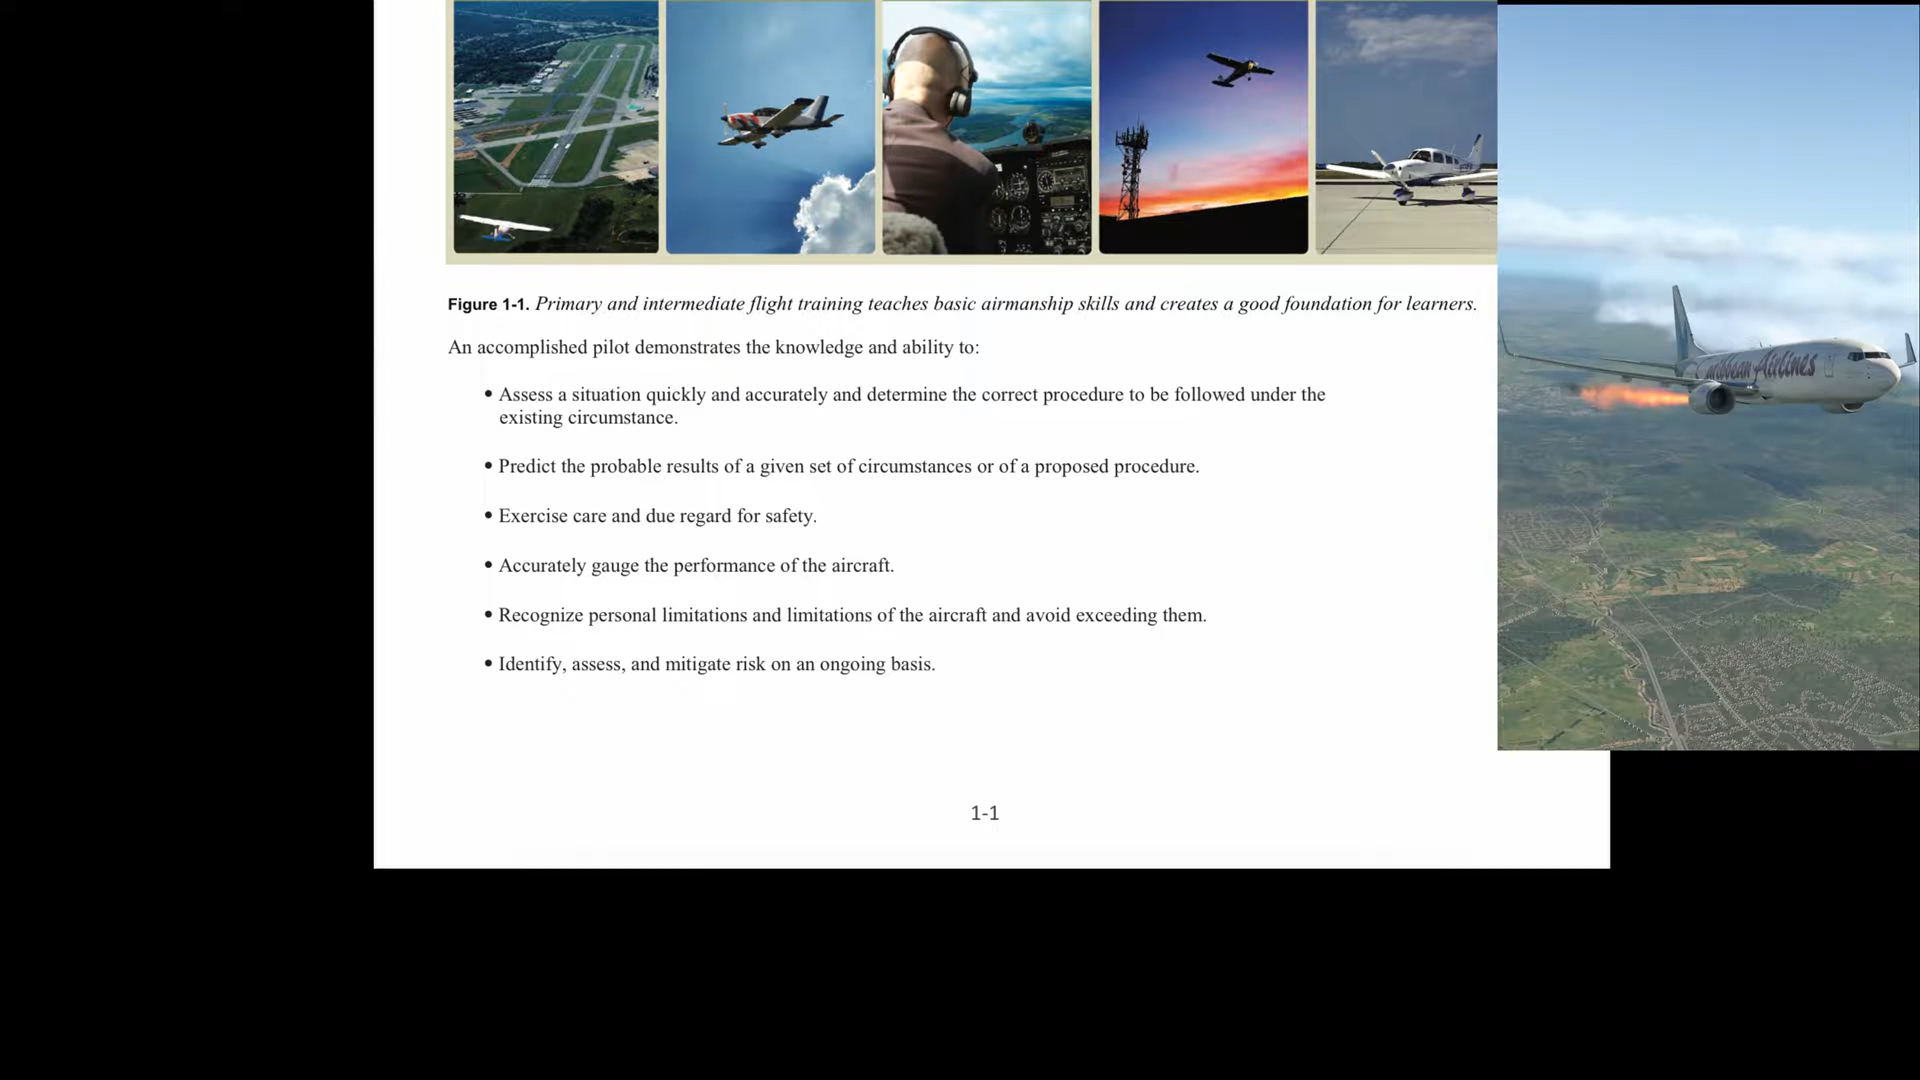 Figure 1-1. Primary and intermediate flight training teaches basic airmanship skills and creates a good foundation for learners.
An accomplished pilot demonstrates the knowledge and ability to:
• Assess a situation quickly and accurately and determine the correct procedure to be followed under the
existing circumstance.
• Predict the probable results of a given set of circumstances or of a proposed procedure.
• Exercise care and due regard for safety.
• Accurately gauge the performance of the aircraft.
• Recognize personal limitations and limitations of the aircraft and avoid exceeding them.
• Identify, assess, and mitigate risk on an ongoing basis.
1-1
Caribbean Airlines